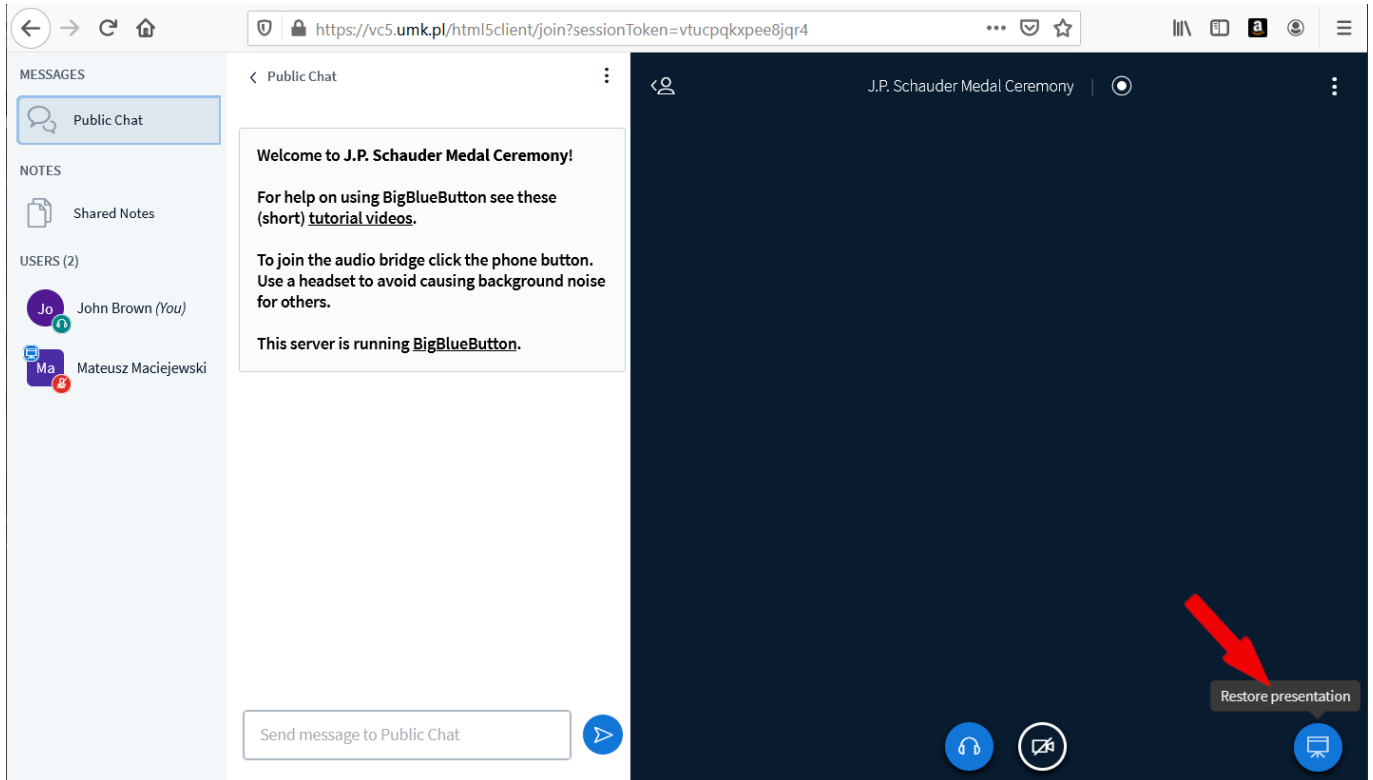 https://vc5.umk.pl/html5client/join?sessionToken=vtucpqkxpee8jqr4
MESSAGES
Public Chat
NOTES
Shared Notes
USERS (2)
Jo
John Brown (You)
Ma
Mateusz Maciejewski
Public Chat
Welcome to J.P. Schauder Medal Ceremony!
For help on using BigBlueButton see these
(short) tutorial videos.
To join the audio bridge click the phone button.
Use a headset to avoid causing background noise
for others.
This server is running BigBlueButton.
Send message to Public Chat
J.P. Schauder Medal Ceremony
Restore presentation